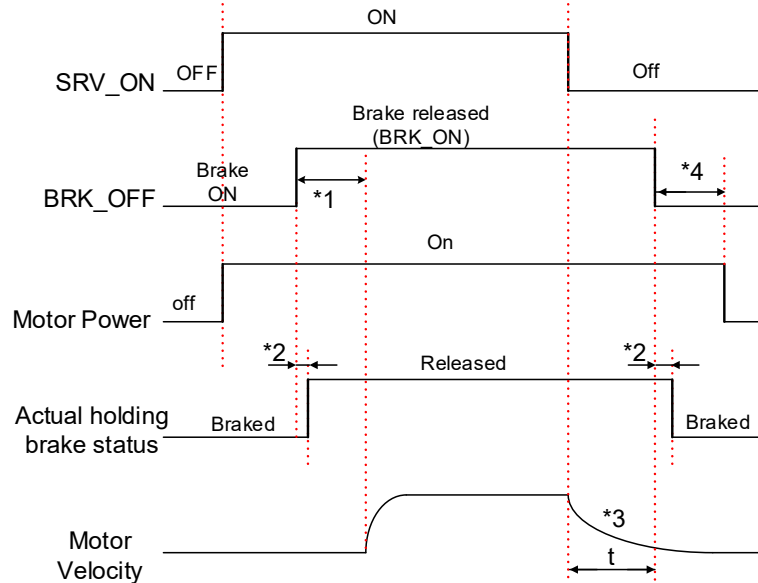 ON
OFF
Off
SRV_ON
Brake released
(BRK_ON)
Brake
ON
*1
*4
BRK_OFF
On
off
Motor Power
*2
Released
*2
Actual holding
brake status
Braked
Braked
*3
Motor
Velocity
t